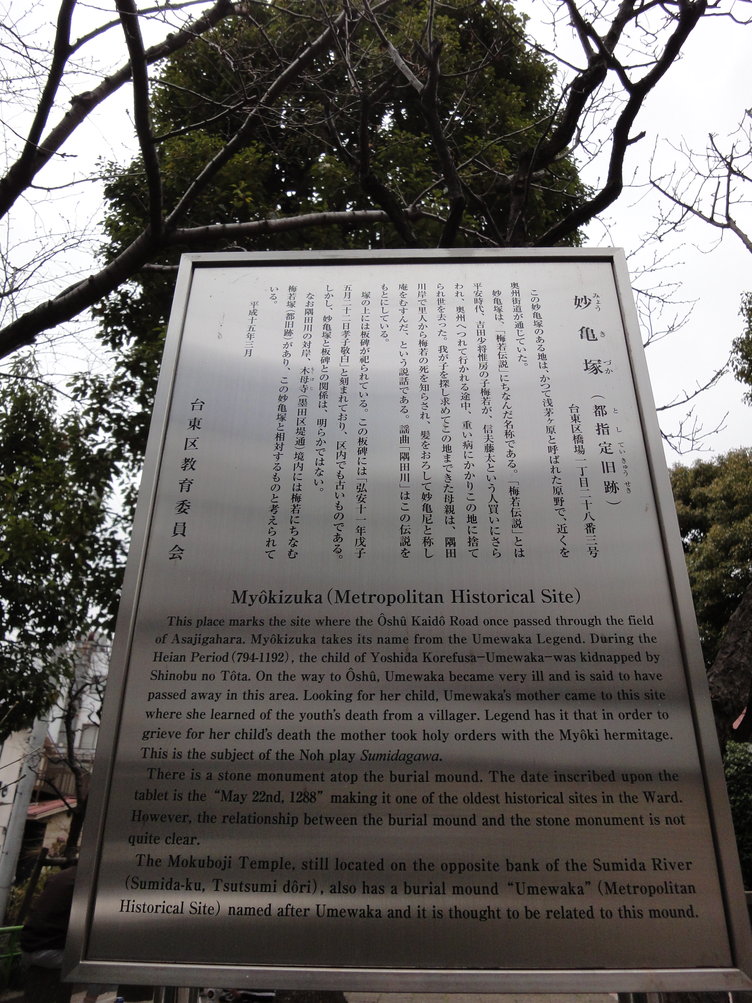 妙亀塚（都指定旧跡）
みょう き づか
と し てい きゅう せき
台東区橋場一丁目二十八番三号
この妙亀塚のある地は、かつて浅茅ヶ原と呼ばれた原野で、近くを
奥州街道が通じていた。
妙亀塚は、「梅若伝説」にちなんだ名称である。「梅若伝説」とは
平安時代、吉田少将惟房の子梅若が、信夫藤太という人買いにさら
われ、奥州へつれて行かれる途中、重い病にかかりこの地に捨て
られ世を去った。我が子を探し求めてこの地まできた母親は、隅田
川岸で里人から梅若の死を知らされ、髪をおろして妙亀尼と称し
庵をむすんだ、という説話である。謡曲「隅田川」はこの伝説を
もとにしている。
塚の上には板碑が祀られている。この板碑には「弘安十一年戊子
五月二十二日孝子敬白」と刻まれており、区内でも古いものである。
しかし、妙亀塚と板碑との関係は、明らかではない。
なお隅田川の対岸、木母寺（墨田区堤通）境内には梅若にちなむ
梅若塚（都旧跡）があり、この妙亀塚と相対するものと考えられて
いる。
平成十五年三月
台東区教育委員会
Myôkizuka (Metropolitan Historical Site)
This place marks the site where the Ôshû Kaidô Road once passed through the field
of Asajigahara. Myôkizuka takes its name from the Umewaka Legend. During the
Heian Period (794-1192), the child of Yoshida Korefusa—Umewaka—was kidnapped by
Shinobu no Tôta. On the way to Ôshû, Umewaka became very ill and is said to have
passed away in this area. Looking for her child, Umewaka's mother came to this site
where she learned of the youth's death from a villager. Legend has it that in order to
grieve for her child's death the mother took holy orders with the Myôki hermitage.
This is the subject of the Noh play Sumidagawa.
There is a stone monument atop the burial mound. The date inscribed upon the
tablet is the “May 22nd, 1288” making it one of the oldest historical sites in the Ward.
However, the relationship between the burial mound and the stone monument is not
quite clear.
The Mokuboji Temple, still located on the opposite bank of the Sumida River
(Sumida-ku, Tsutsumi dôri), also has a burial mound “Umewaka” (Metropolitan
Historical Site) named after Umewaka and it is thought to be related to this mound.